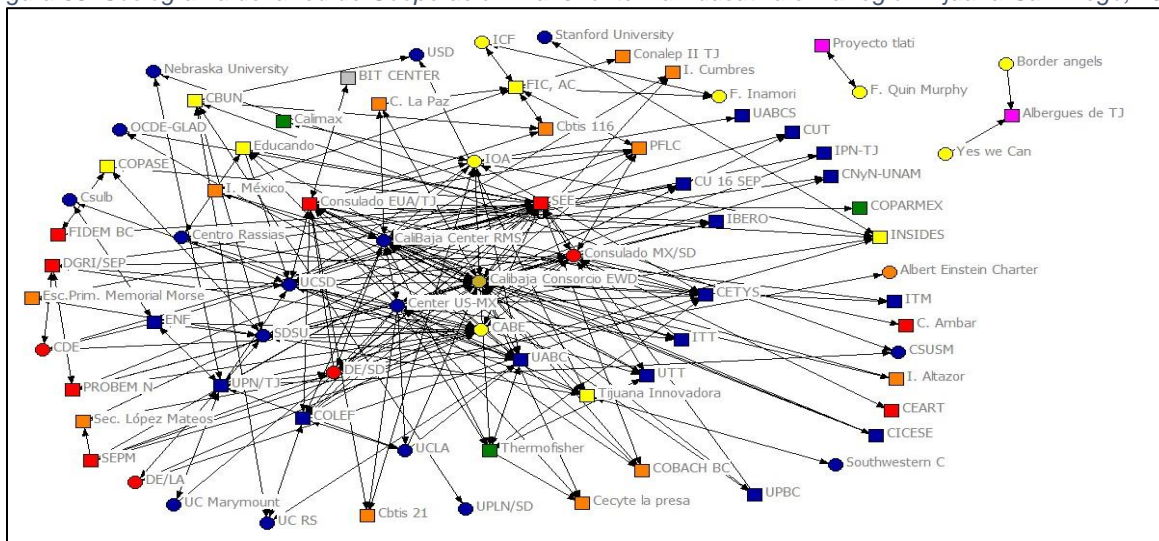 ICF
Stanford University
USD
Conalep II TJ
Proyecto tlati
Border angels
Nebraska University
BIT CENTER
FIC, AC
I. Cumbres
F. Quin Murphy
CBUN
C. La Paz
F. Inamori
UABCS
Albergues de TJ
Calimax
Cbtis 116
OCDE-GLAD
CUT
Educando
PFLC
IPN-TJ
Yes we Can
COPASE
IOA
CNyN-UNAM
CU 16 SEP
I. México
Csulb
Consulado EUA/TJ
SEE
COPARMEX
IBERO
FIDEM BC
Centro Rassias
CaliBaja Center RMS
INSIDES
Consulado MX/SD
DGRI/SEP
Albert Einstein Charter
UCSD
Calibaja Consorcio EWD
CETYS
Esc.Prim. Memorial Morse
ITM
Center US-MX
ENF
C. Ambar
CABE
SDSU
ITT
CDE
CSUSM
UABC
DE/SD
UTT
I. Altazor
PROBEM N
UPN/TJ
Tijuana Innovadora
CEART
Sec. López Mateos
COLEF
CICESE
UCLA
Thermofisher
SEPM
Southwestern C
COBACH BC
DE/LA
UPBC
UC Marymount
Cecyte la presa
UPLN/SD
Cbtis 21
UC RS